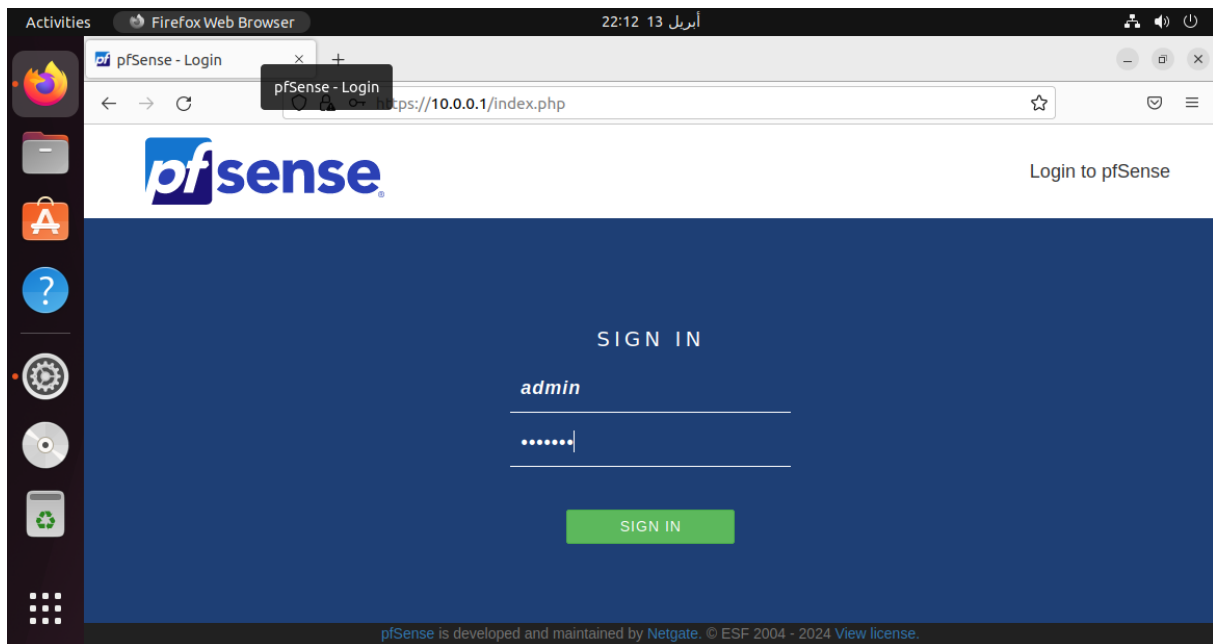 Activities Firefox Web Browser 22:12 13 أبريل
pf pfSense - Login
pfSense - Login
https://10.0.0.1/index.php
pfsense
Login to pfSense
SIGN IN
admin
•••••••
SIGN IN
pfSense is developed and maintained by Netgate. © ESF 2004 - 2024 View license.